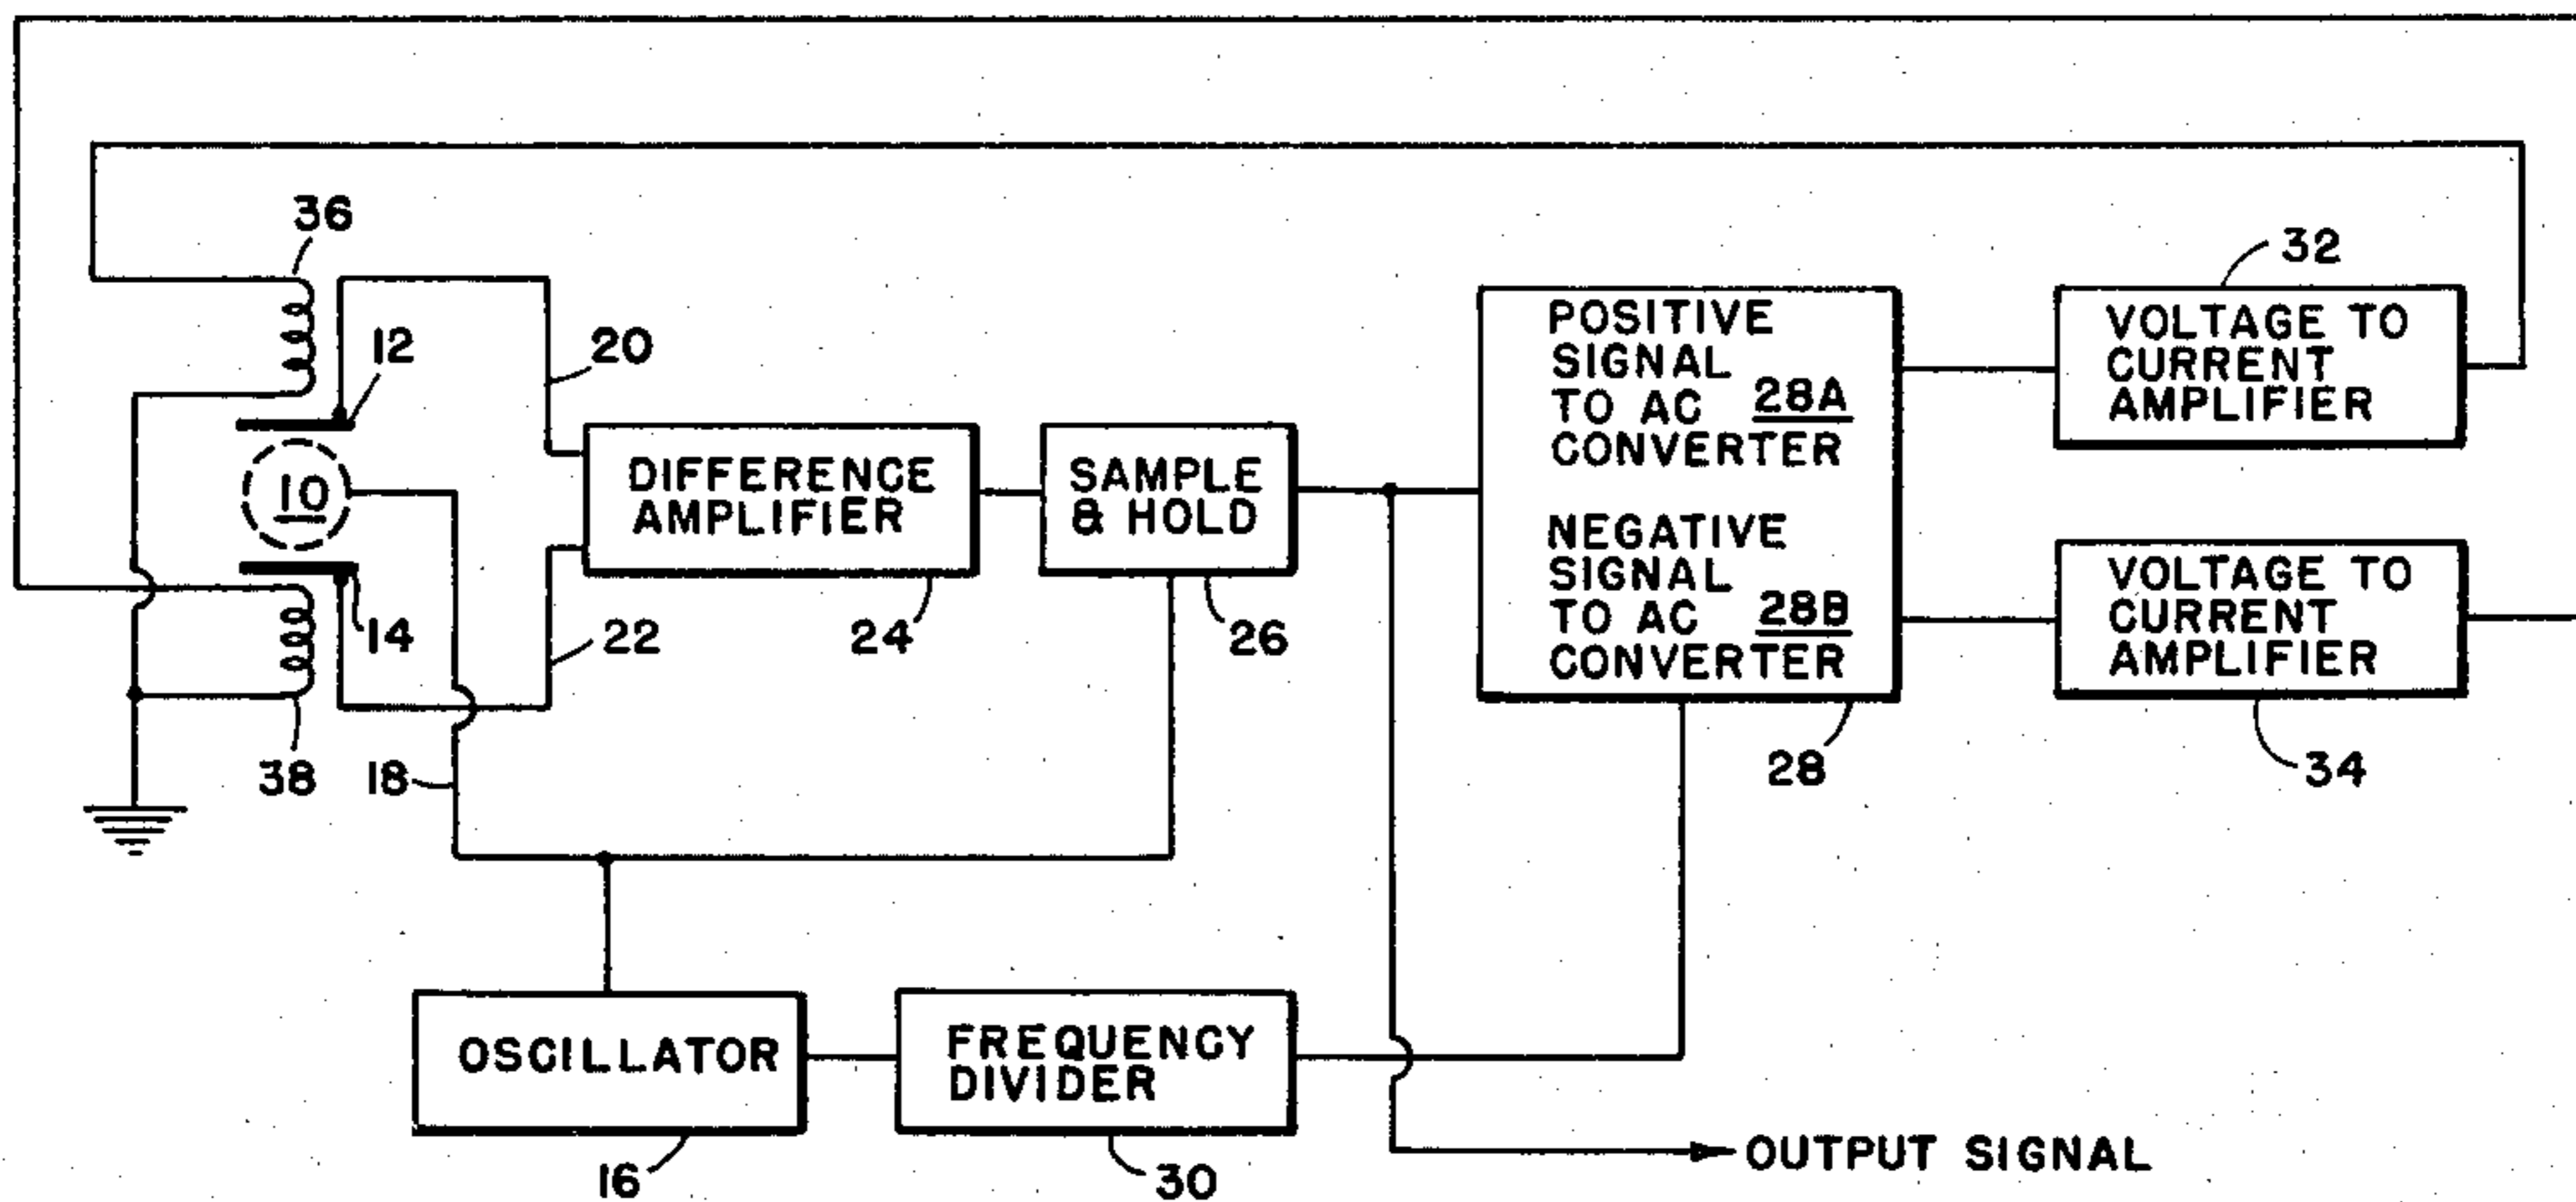 36
32
12
20
10
POSITIVE
SIGNAL
TO AC 28A
CONVERTER
NEGATIVE
SIGNAL
TO AC 28B
CONVERTER
VOLTAGE TO
CURRENT
AMPLIFIER
DIFFERENCE
AMPLIFIER
SAMPLE
& HOLD
VOLTAGE TO
CURRENT
AMPLIFIER
14
22
24
26
38
18
28
34
OSCILLATOR
FREQUENCY
DIVIDER
16
30
OUTPUT SIGNAL